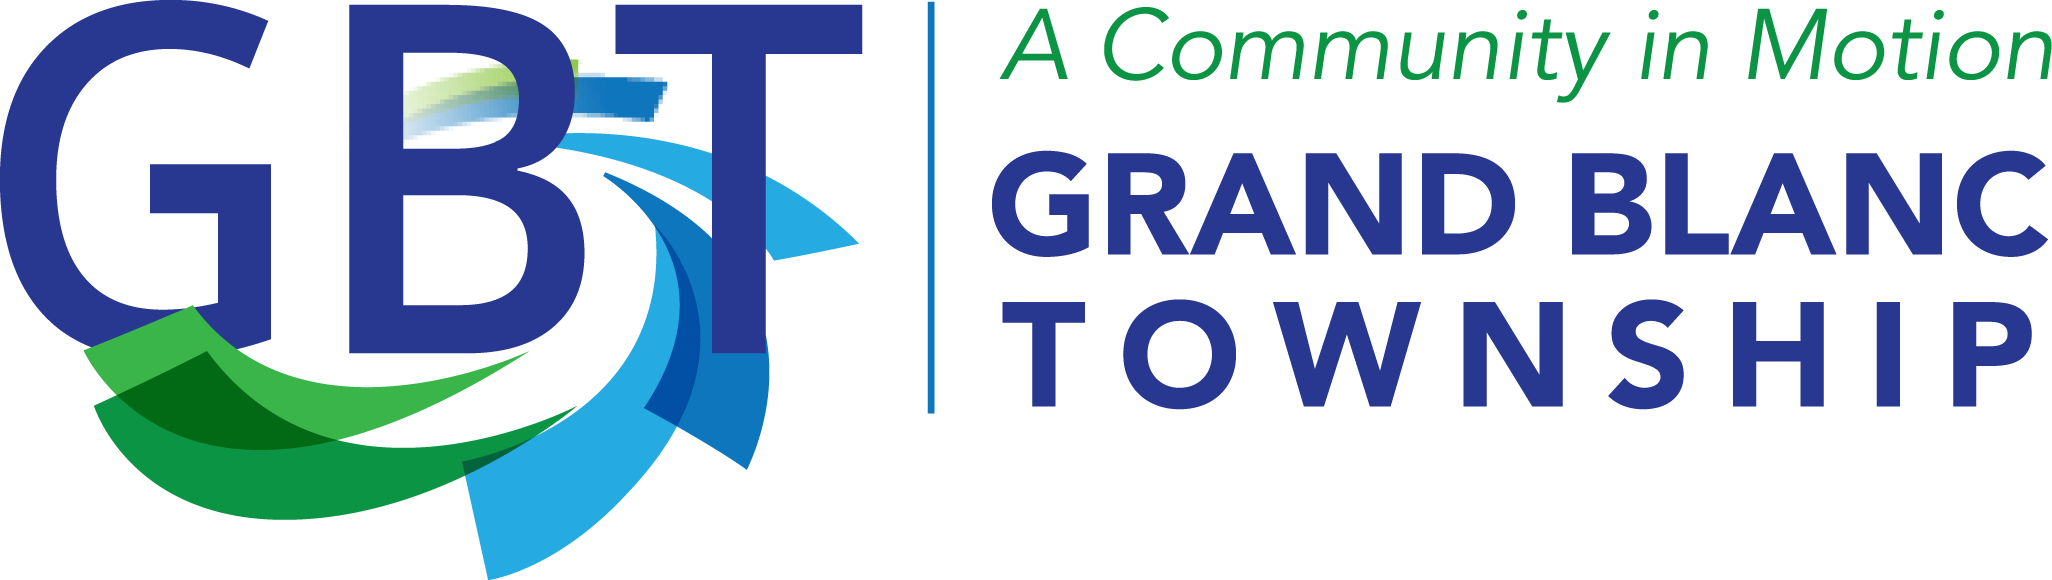 GBT
A Community in Motion
GRAND BLANC
TOWNSHIP